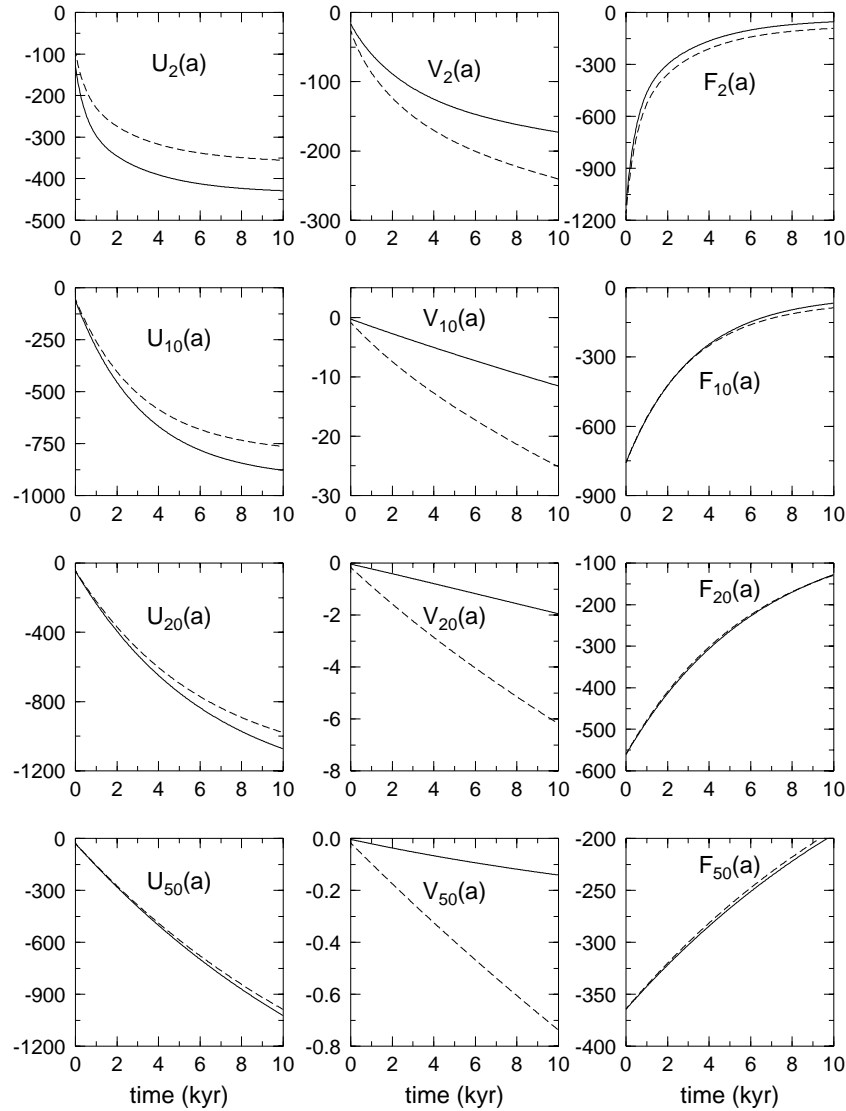 0
-100
-200
-300
-400
-500
0 2 4 6 8 10
U2(a)
0
-100
-200
-300
0 2 4 6 8 10
V2(a)
0
-300
-600
-900
-1200
0 2 4 6 8 10
F2(a)
0
-250
-500
-750
-1000
0 2 4 6 8 10
U10(a)
0
-10
-20
-30
0 2 4 6 8 10
V10(a)
0
-300
-600
-900
0 2 4 6 8 10
F10(a)
0
-400
-800
-1200
0 2 4 6 8 10
U20(a)
0
-2
-4
-6
-8
0 2 4 6 8 10
V20(a)
-100
-200
-300
-400
-500
-600
0 2 4 6 8 10
F20(a)
0
-300
-600
-900
-1200
0 2 4 6 8 10
U50(a)
time (kyr)
0.0
-0.2
-0.4
-0.6
-0.8
0 2 4 6 8 10
V50(a)
time (kyr)
-200
-250
-300
-350
-400
0 2 4 6 8 10
F50(a)
time (kyr)